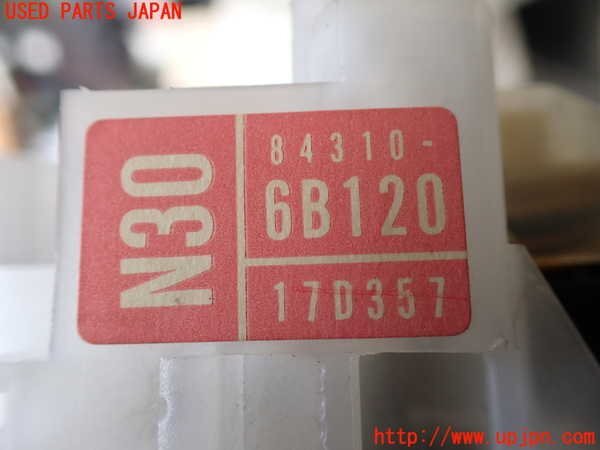 USED PARTS JAPAN
N30
84310-
6B120
17D357
http://www.upjpn.com/